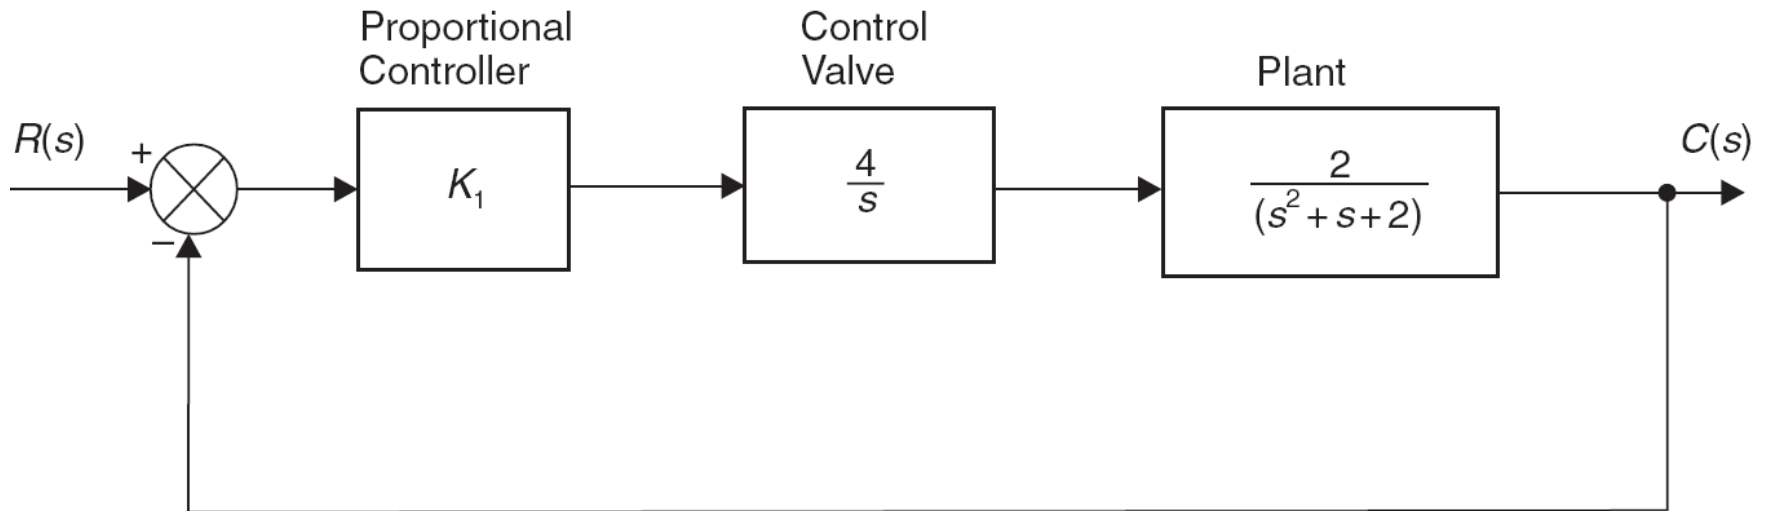 Proportional
Controller
Control
Valve
Plant
R(s)
+
−
K₁
4
s
2
(s² + s + 2)
C(s)